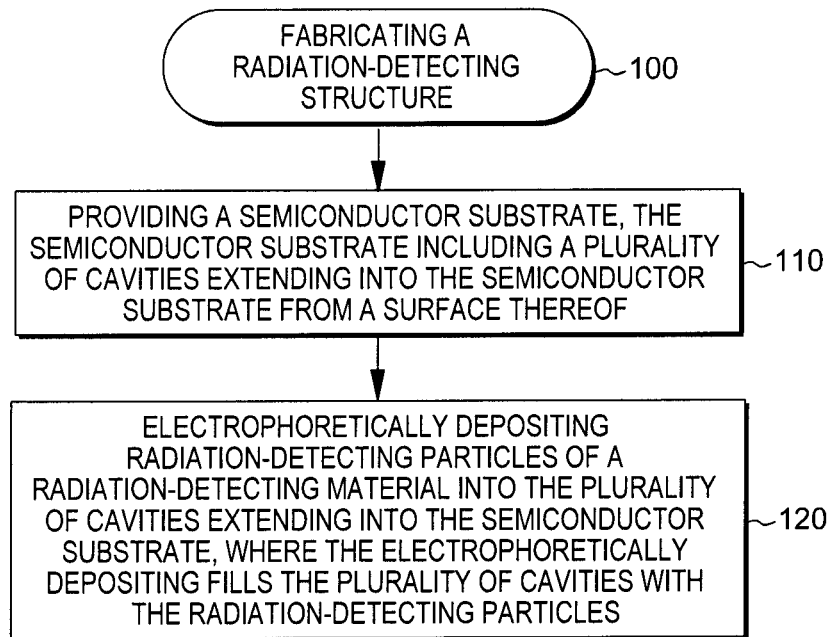 FABRICATING A
RADIATION-DETECTING
STRUCTURE
100
PROVIDING A SEMICONDUCTOR SUBSTRATE, THE
SEMICONDUCTOR SUBSTRATE INCLUDING A PLURALITY
OF CAVITIES EXTENDING INTO THE SEMICONDUCTOR
SUBSTRATE FROM A SURFACE THEREOF
110
ELECTROPHORETICALLY DEPOSITING
RADIATION-DETECTING PARTICLES OF A
RADIATION-DETECTING MATERIAL INTO THE PLURALITY
OF CAVITIES EXTENDING INTO THE SEMICONDUCTOR
SUBSTRATE, WHERE THE ELECTROPHORETICALLY
DEPOSITING FILLS THE PLURALITY OF CAVITIES WITH
THE RADIATION-DETECTING PARTICLES
120